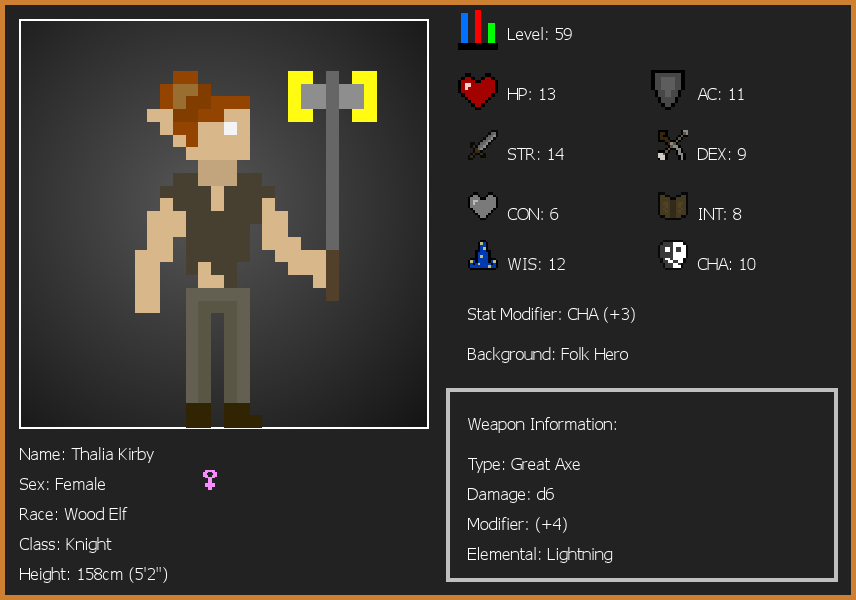 Level: 59
HP: 13
AC: 11
STR: 14
DEX: 9
CON: 6
INT: 8
WIS: 12
CHA: 10
Stat Modifier: CHA (+3)
Background: Folk Hero
Weapon Information:
Type: Great Axe
Damage: d6
Modifier: (+4)
Elemental: Lightning
Name: Thalia Kirby
Sex: Female
Race: Wood Elf
Class: Knight
Height: 158cm (5'2")